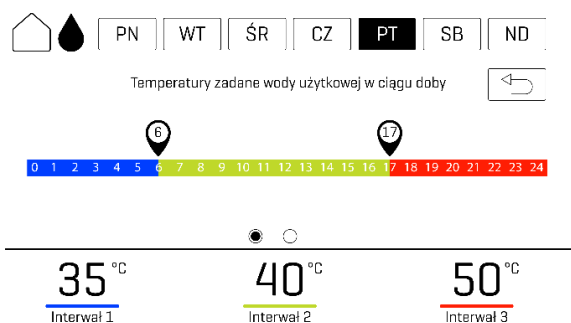 PN WT ŚR CZ PT SB ND
Temperatury zadane wody użytkowej w ciągu doby
6 17
0 1 2 3 4 5 6 7 8 9 10 11 12 13 14 15 16 17 18 19 20 21 22 23 24
35°C 40°C 50°C
Interwał 1 Interwał 2 Interwał 3